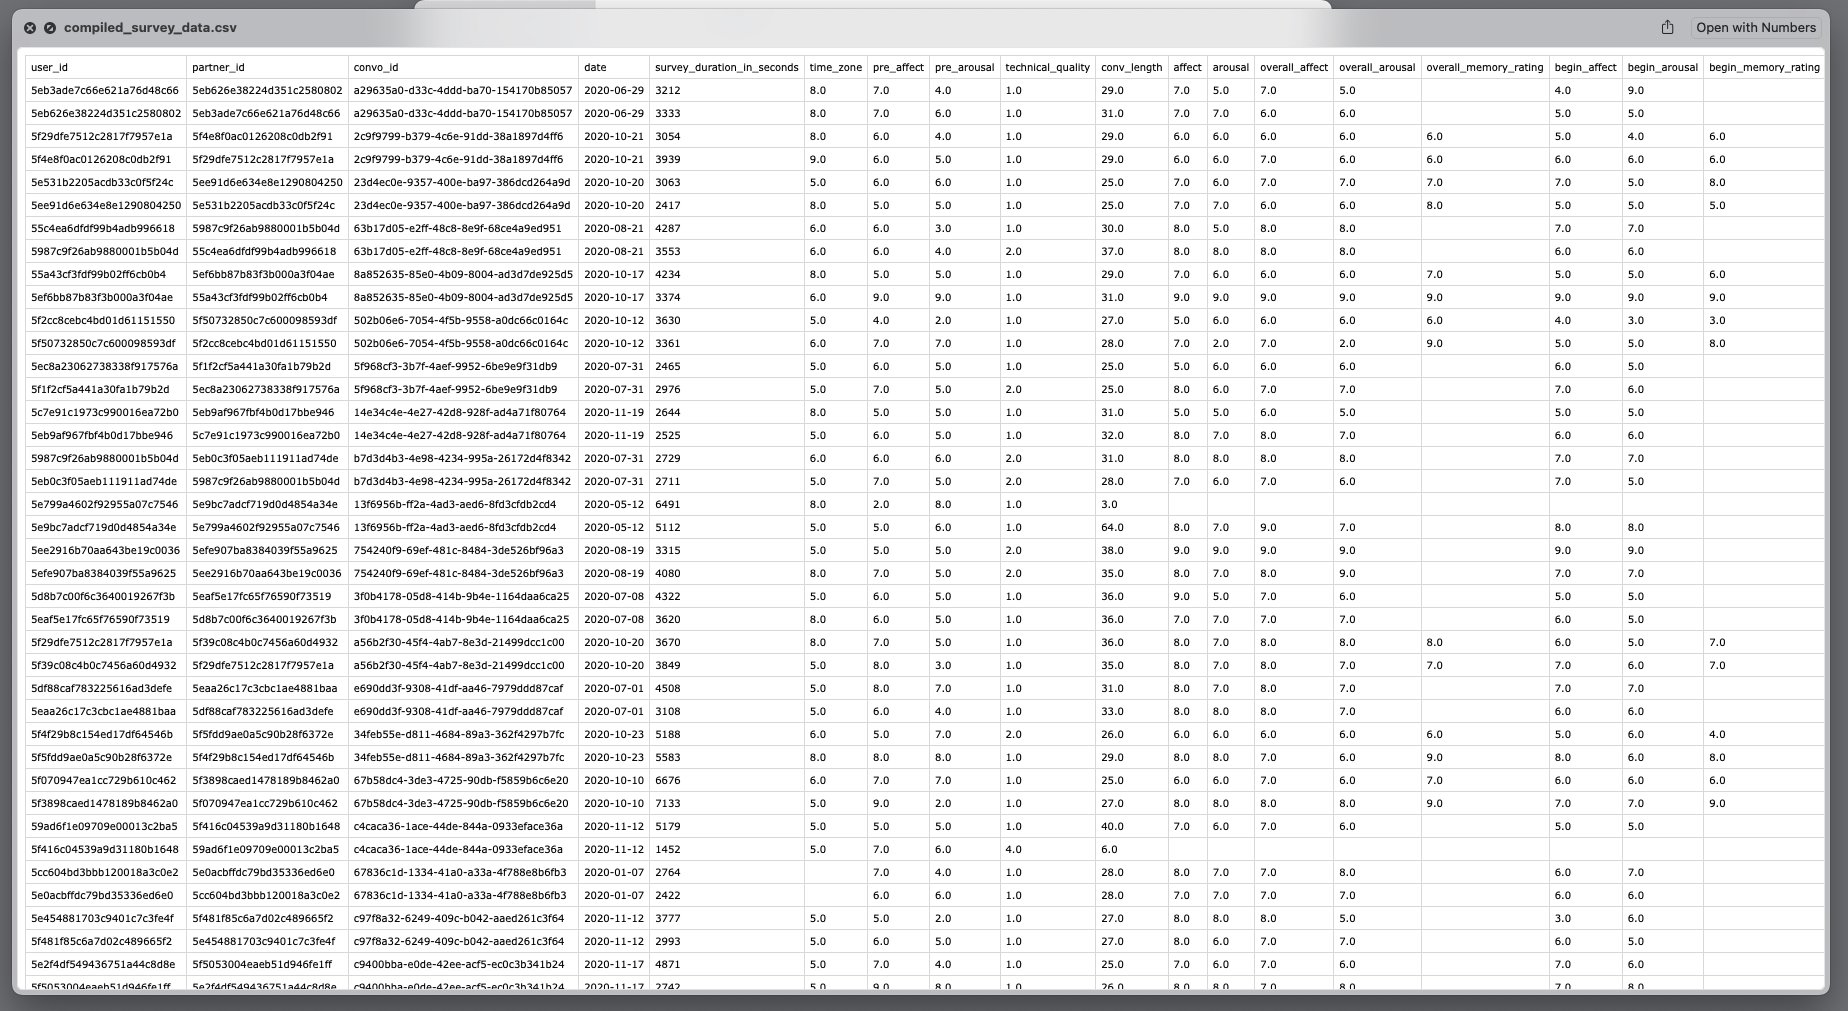 compiled_survey_data.csv
Open with Numbers
user_id partner_id convo_id date survey_duration_in_seconds time_zone pre_affect pre_arousal technical_quality conv_length affect arousal overall_affect overall_arousal overall_memory_rating begin_affect begin_arousal begin_memory_rating
5eb3ade7c66e621a76d48c66 5eb626e38224d351c2580802 a29635a0-d33c-4ddd-ba70-154170b85057 2020-06-29 3212 8.0 7.0 4.0 1.0 29.0 7.0 5.0 7.0 5.0 4.0 9.0
5eb626e38224d351c2580802 5eb3ade7c66e621a76d48c66 a29635a0-d33c-4ddd-ba70-154170b85057 2020-06-29 3333 8.0 7.0 6.0 1.0 31.0 7.0 7.0 6.0 6.0 5.0 5.0
5f29dfe7512c2817f7957e1a 5f4e8f0ac0126208c0db2f91 2c9f9799-b379-4c6e-91dd-38a1897d4ff6 2020-10-21 3054 8.0 6.0 4.0 1.0 29.0 6.0 6.0 6.0 6.0 6.0 5.0 4.0 6.0
5f4e8f0ac0126208c0db2f91 5f29dfe7512c2817f7957e1a 2c9f9799-b379-4c6e-91dd-38a1897d4ff6 2020-10-21 3939 9.0 6.0 5.0 1.0 29.0 6.0 6.0 7.0 6.0 6.0 6.0 6.0 6.0
5e531b2205acdb33c0f5f24c 5ee91d6e634e8e1290804250 23d4ec0e-9357-400e-ba97-386dcd264a9d 2020-10-20 3063 5.0 6.0 6.0 1.0 25.0 7.0 6.0 7.0 7.0 7.0 7.0 5.0 8.0
5ee91d6e634e8e1290804250 5e531b2205acdb33c0f5f24c 23d4ec0e-9357-400e-ba97-386dcd264a9d 2020-10-20 2417 8.0 5.0 5.0 1.0 25.0 7.0 7.0 6.0 6.0 8.0 5.0 5.0 5.0
55c4ea6dfdf99b4adb996618 5987c9f26ab9880001b5b04d 63b17d05-e2ff-48c8-8e9f-68ce4a9ed951 2020-08-21 4287 6.0 6.0 3.0 1.0 30.0 8.0 5.0 8.0 8.0 7.0 7.0
5987c9f26ab9880001b5b04d 55c4ea6dfdf99b4adb996618 63b17d05-e2ff-48c8-8e9f-68ce4a9ed951 2020-08-21 3553 6.0 6.0 4.0 2.0 37.0 8.0 8.0 8.0 8.0 6.0 6.0
55a43cf3fdf99b02ff6cb0b4 5ef6bb87b83f3b000a3f04ae 8a852635-85e0-4b09-8004-ad3d7de925d5 2020-10-17 4234 8.0 5.0 5.0 1.0 29.0 7.0 6.0 6.0 6.0 7.0 5.0 5.0 6.0
5ef6bb87b83f3b000a3f04ae 55a43cf3fdf99b02ff6cb0b4 8a852635-85e0-4b09-8004-ad3d7de925d5 2020-10-17 3374 6.0 9.0 9.0 1.0 31.0 9.0 9.0 9.0 9.0 9.0 9.0 9.0 9.0
5f2cc8cebc4bd01d61151550 5f50732850c7c600098593df 502b06e6-7054-4f5b-9558-a0dc66c0164c 2020-10-12 3630 5.0 4.0 2.0 1.0 27.0 5.0 6.0 6.0 6.0 6.0 4.0 3.0 3.0
5f50732850c7c600098593df 5f2cc8cebc4bd01d61151550 502b06e6-7054-4f5b-9558-a0dc66c0164c 2020-10-12 3361 6.0 7.0 7.0 1.0 28.0 7.0 2.0 7.0 2.0 9.0 5.0 5.0 8.0
5ec8a23062738338f917576a 5f1f2cf5a441a30fa1b79b2d 5f968cf3-3b7f-4aef-9952-6be9e9f31db9 2020-07-31 2465 5.0 6.0 5.0 1.0 25.0 5.0 6.0 6.0 6.0 6.0 5.0
5f1f2cf5a441a30fa1b79b2d 5ec8a23062738338f917576a 5f968cf3-3b7f-4aef-9952-6be9e9f31db9 2020-07-31 2976 5.0 7.0 5.0 2.0 25.0 8.0 6.0 7.0 7.0 7.0 6.0
5c7e91c1973c990016ea72b0 5eb9af967fbf4b0d17bbe946 14e34c4e-4e27-42d8-928f-ad4a71f80764 2020-11-19 2644 8.0 5.0 5.0 1.0 31.0 5.0 5.0 6.0 5.0 5.0 5.0
5eb9af967fbf4b0d17bbe946 5c7e91c1973c990016ea72b0 14e34c4e-4e27-42d8-928f-ad4a71f80764 2020-11-19 2525 5.0 6.0 5.0 1.0 32.0 8.0 7.0 8.0 7.0 6.0 6.0
5987c9f26ab9880001b5b04d 5eb0c3f05aeb111911ad74de b7d3d4b3-4e98-4234-995a-26172d4f8342 2020-07-31 2729 6.0 6.0 6.0 2.0 31.0 8.0 8.0 8.0 8.0 7.0 7.0
5eb0c3f05aeb111911ad74de 5987c9f26ab9880001b5b04d b7d3d4b3-4e98-4234-995a-26172d4f8342 2020-07-31 2711 5.0 7.0 5.0 2.0 28.0 7.0 6.0 7.0 6.0 7.0 5.0
5e799a4602f92955a07c7546 5e9bc7adcf719d0d4854a34e 13f6956b-ff2a-4ad3-aed6-8fd3cfdb2cd4 2020-05-12 6491 8.0 2.0 8.0 1.0 3.0
5e9bc7adcf719d0d4854a34e 5e799a4602f92955a07c7546 13f6956b-ff2a-4ad3-aed6-8fd3cfdb2cd4 2020-05-12 5112 5.0 5.0 6.0 1.0 64.0 8.0 7.0 9.0 7.0 8.0 8.0
5ee2916b70aa643be19c0036 5efe907ba8384039f55a9625 754240f9-69ef-481c-8484-3de526bf96a3 2020-08-19 3315 5.0 5.0 5.0 2.0 38.0 9.0 9.0 9.0 9.0 9.0 9.0
5efe907ba8384039f55a9625 5ee2916b70aa643be19c0036 754240f9-69ef-481c-8484-3de526bf96a3 2020-08-19 4080 8.0 7.0 5.0 2.0 35.0 8.0 7.0 8.0 9.0 7.0 7.0
5d8b7c00f6c3640019267f3b 5eaf5e17fc65f76590f73519 3f0b4178-05d8-414b-9b4e-1164daa6ca25 2020-07-08 4322 5.0 6.0 5.0 1.0 36.0 9.0 5.0 7.0 6.0 5.0 5.0
5eaf5e17fc65f76590f73519 5d8b7c00f6c3640019267f3b 3f0b4178-05d8-414b-9b4e-1164daa6ca25 2020-07-08 3620 8.0 6.0 5.0 1.0 36.0 7.0 7.0 7.0 7.0 6.0 5.0
5f29dfe7512c2817f7957e1a 5f39c08c4b0c7456a60d4932 a56b2f30-45f4-4ab7-8e3d-21499dcc1c00 2020-10-20 3670 8.0 7.0 5.0 1.0 36.0 8.0 7.0 8.0 8.0 8.0 6.0 5.0 7.0
5f39c08c4b0c7456a60d4932 5f29dfe7512c2817f7957e1a a56b2f30-45f4-4ab7-8e3d-21499dcc1c00 2020-10-20 3849 5.0 8.0 3.0 1.0 35.0 8.0 7.0 8.0 7.0 7.0 7.0 6.0 7.0
5df88caf783225616ad3defe 5eaa26c17c3cbc1ae4881baa e690dd3f-9308-41df-aa46-7979ddd87caf 2020-07-01 4508 5.0 8.0 7.0 1.0 31.0 8.0 7.0 8.0 7.0 7.0 7.0
5eaa26c17c3cbc1ae4881baa 5df88caf783225616ad3defe e690dd3f-9308-41df-aa46-7979ddd87caf 2020-07-01 3108 5.0 6.0 4.0 1.0 33.0 8.0 8.0 8.0 7.0 6.0 6.0
5f4f29b8c154ed17df64546b 5f5fdd9ae0a5c90b28f6372e 34feb55e-d811-4684-89a3-362f4297b7fc 2020-10-23 5188 6.0 5.0 7.0 2.0 26.0 6.0 6.0 6.0 6.0 6.0 5.0 6.0 4.0
5f5fdd9ae0a5c90b28f6372e 5f4f29b8c154ed17df64546b 34feb55e-d811-4684-89a3-362f4297b7fc 2020-10-23 5583 8.0 8.0 8.0 1.0 29.0 8.0 8.0 7.0 6.0 9.0 8.0 6.0 8.0
5f070947ea1cc729b610c462 5f3898caed1478189b8462a0 67b58dc4-3de3-4725-90db-f5859b6c6e20 2020-10-10 6676 6.0 7.0 7.0 1.0 25.0 6.0 6.0 7.0 6.0 7.0 6.0 6.0 6.0
5f3898caed1478189b8462a0 5f070947ea1cc729b610c462 67b58dc4-3de3-4725-90db-f5859b6c6e20 2020-10-10 7133 5.0 9.0 2.0 1.0 27.0 8.0 8.0 8.0 8.0 9.0 7.0 7.0 9.0
59ad6f1e09709e00013c2ba5 5f416c04539a9d31180b1648 c4caca36-1ace-44de-844a-0933eface36a 2020-11-12 5179 5.0 5.0 5.0 1.0 40.0 7.0 6.0 7.0 6.0 5.0 5.0
5f416c04539a9d31180b1648 59ad6f1e09709e00013c2ba5 c4caca36-1ace-44de-844a-0933eface36a 2020-11-12 1452 5.0 7.0 6.0 4.0 6.0
5cc604bd3bbb120018a3c0e2 5e0acbffdc79bd35336ed6e0 67836c1d-1334-41a0-a33a-4f788e8b6fb3 2020-01-07 2764 7.0 4.0 1.0 28.0 8.0 7.0 7.0 8.0 6.0 7.0
5e0acbffdc79bd35336ed6e0 5cc604bd3bbb120018a3c0e2 67836c1d-1334-41a0-a33a-4f788e8b6fb3 2020-01-07 2422 6.0 6.0 1.0 28.0 7.0 7.0 7.0 7.0 6.0 6.0
5e454881703c9401c7c3fe4f 5f481f85c6a7d02c489665f2 c97f8a32-6249-409c-b042-aaed261c3f64 2020-11-12 3777 5.0 5.0 2.0 1.0 27.0 8.0 8.0 8.0 5.0 3.0 6.0
5f481f85c6a7d02c489665f2 5e454881703c9401c7c3fe4f c97f8a32-6249-409c-b042-aaed261c3f64 2020-11-12 2993 5.0 6.0 5.0 1.0 27.0 8.0 6.0 7.0 7.0 6.0 5.0
5e2f4df549436751a44c8d8e 5f5053004eaeb51d946fe1ff c9400bba-e0de-42ee-acf5-ec0c3b341b24 2020-11-17 4871 5.0 7.0 4.0 1.0 25.0 7.0 6.0 7.0 6.0 7.0 6.0
5f5053004eaeb51d946fe1ff 5e2f4df549436751a44c8d8e c9400bba-e0de-42ee-acf5-ec0c3b341b24 2020-11-17 2742 5.0 9.0 8.0 1.0 26.0 8.0 8.0 7.0 8.0 7.0 8.0